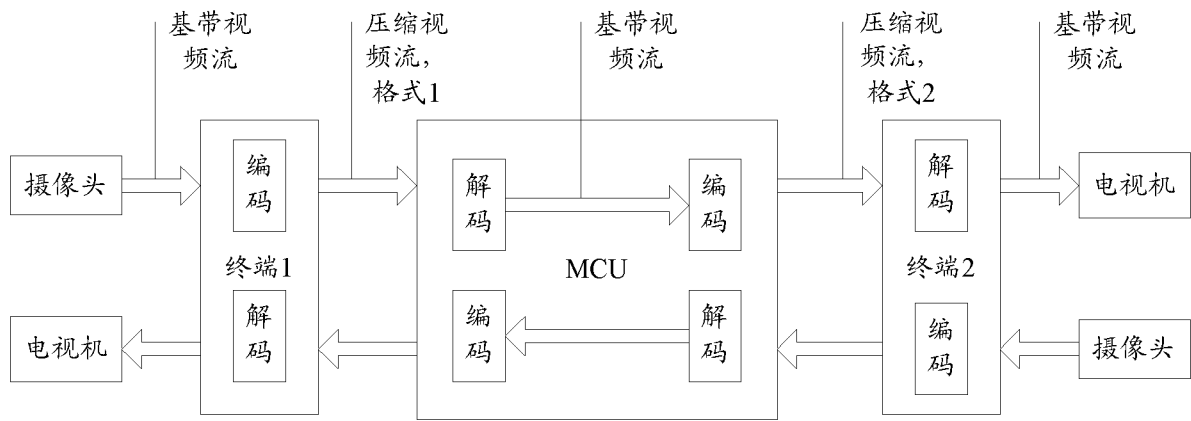 基带视
频流
压缩视
频流，
格式1
基带视
频流
压缩视
频流，
格式2
基带视
频流
摄像头
编
码
解
码
编
码
解
码
电视机
终端1
MCU
终端2
电视机
解
码
编
码
解
码
编
码
摄像头